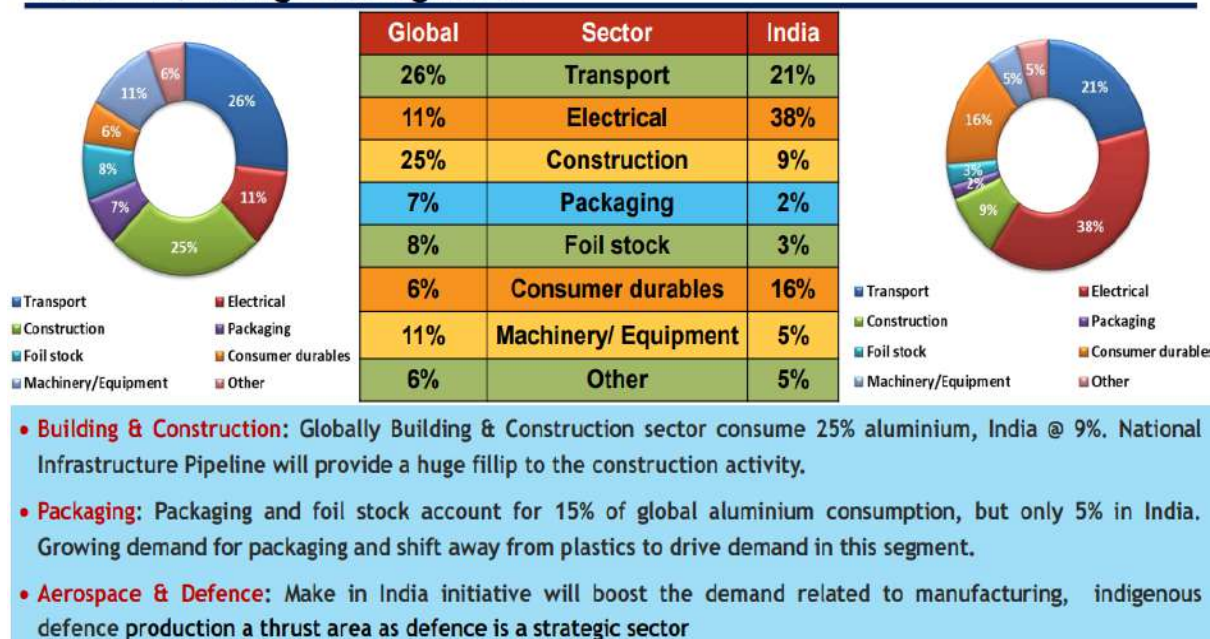 Global Sector India
26% Transport 21%
11% Electrical 38%
25% Construction 9%
7% Packaging 2%
8% Foil stock 3%
6% Consumer durables 16%
11% Machinery/ Equipment 5%
6% Other 5%
26%
11%
25%
7%
8%
6%
11%
6%
Transport Electrical
Construction Packaging
Foil stock Consumer durables
Machinery/Equipment Other
21%
38%
9%
2%
3%
16%
5%
5%
Transport Electrical
Construction Packaging
Foil stock Consumer durables
Machinery/Equipment Other
• Building & Construction: Globally Building & Construction sector consume 25% aluminium, India @ 9%. National
Infrastructure Pipeline will provide a huge fillip to the construction activity.
• Packaging: Packaging and foil stock account for 15% of global aluminium consumption, but only 5% in India.
Growing demand for packaging and shift away from plastics to drive demand in this segment.
• Aerospace & Defence: Make in India initiative will boost the demand related to manufacturing, indigenous
defence production a thrust area as defence is a strategic sector